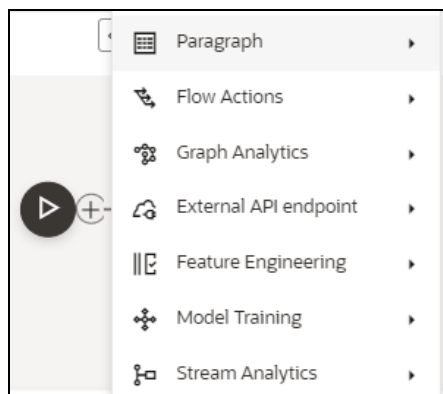 Paragraph
Flow Actions
Graph Analytics
External API endpoint
Feature Engineering
Model Training
Stream Analytics